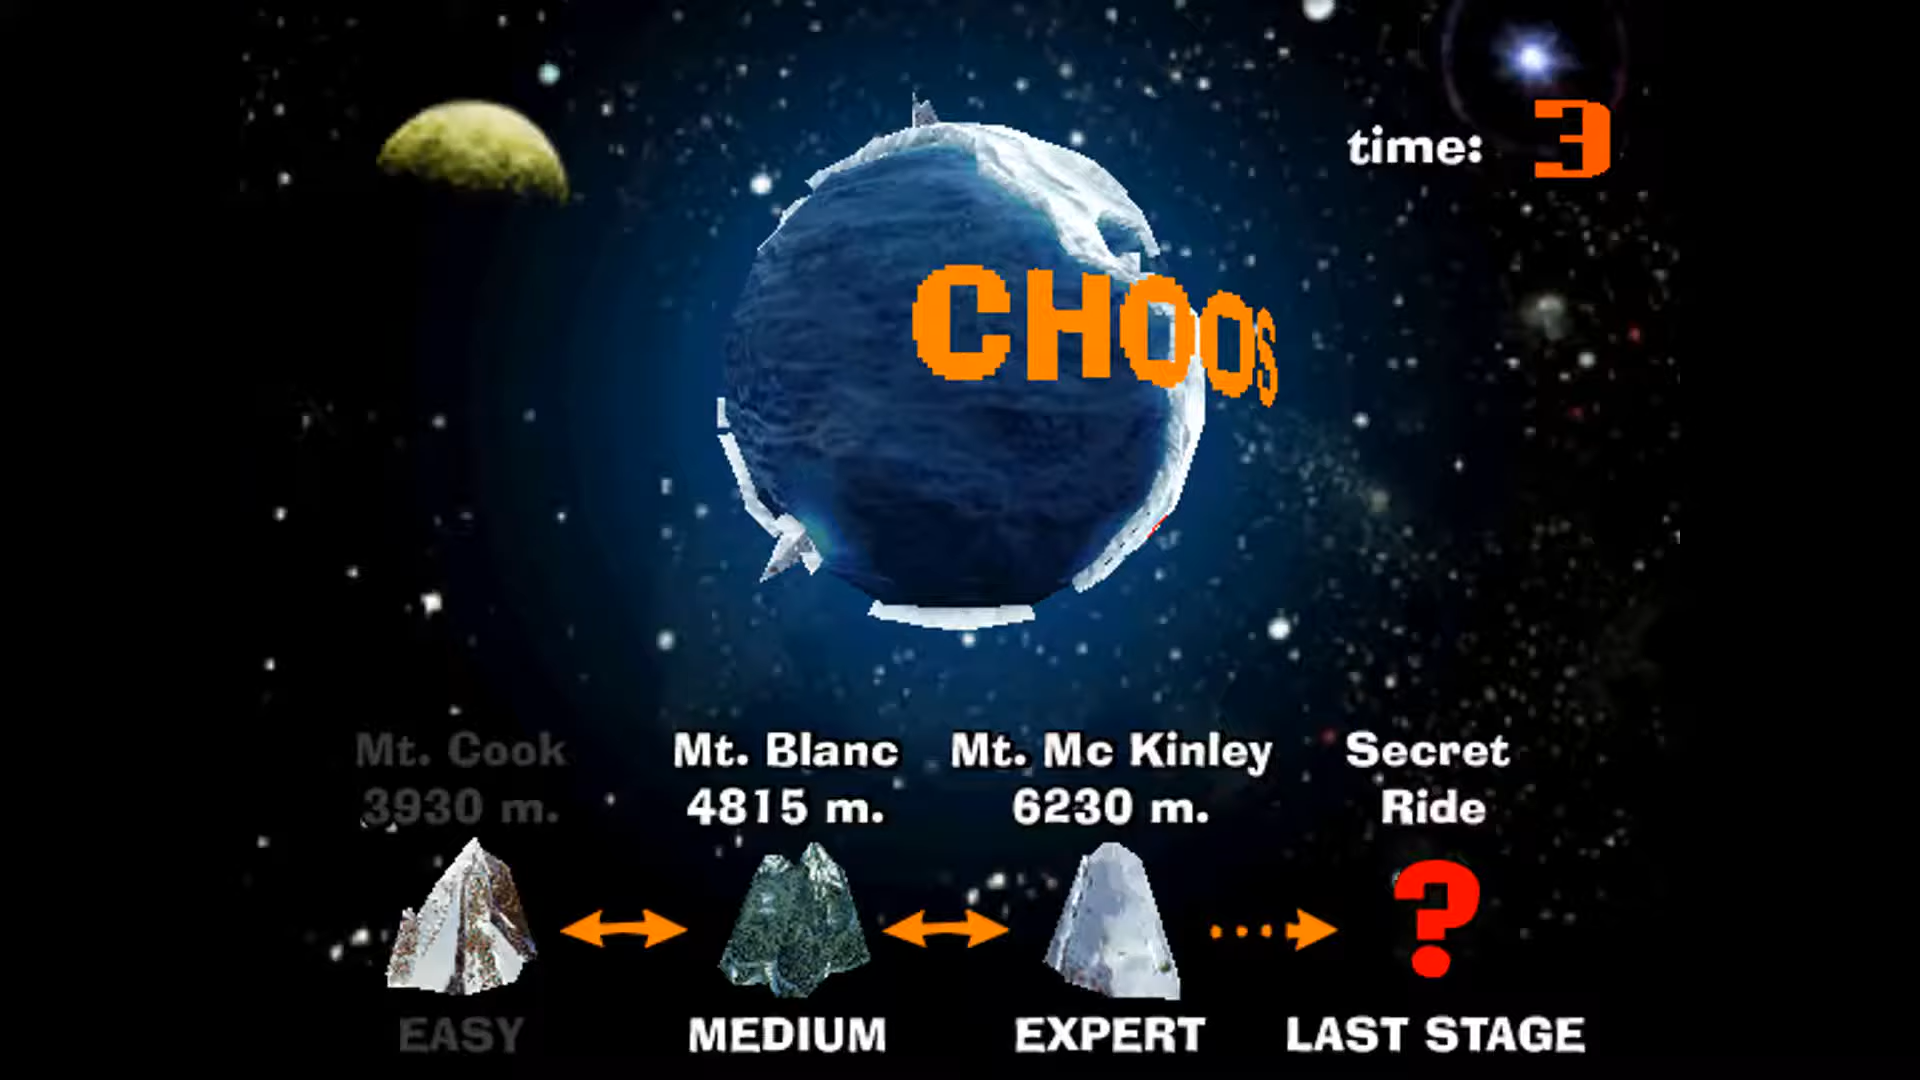 time: 3
CHOOS
Mt. Cook
3930 m.
Mt. Blanc
4815 m.
Mt. Mc Kinley
6230 m.
Secret
Ride
?
EASY
MEDIUM
EXPERT
LAST STAGE